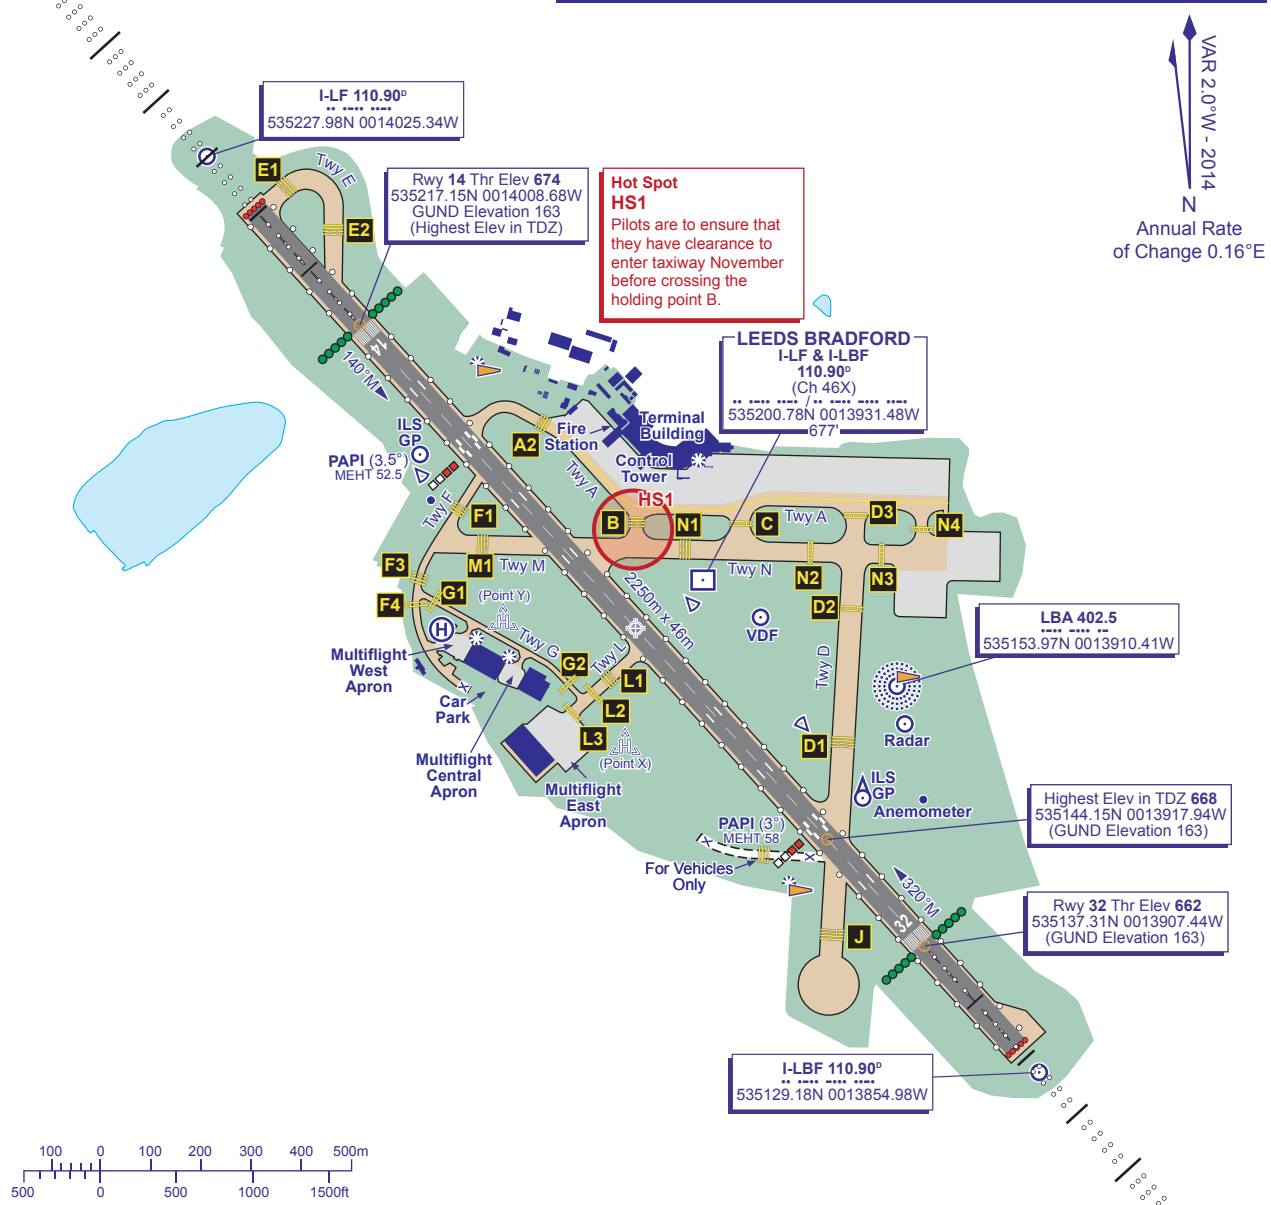 I-LF 110.90ᴰ
535227.98N 0014025.34W
VAR 2.0°W - 2014
N
Annual Rate
of Change 0.16°E
E1
Twy E
E2
Rwy 14 Thr Elev 674
535217.15N 0014008.68W
GUND Elevation 163
(Highest Elev in TDZ)
Hot Spot
HS1
Pilots are to ensure that
they have clearance to
enter taxiway November
before crossing the
holding point B.
LEEDS BRADFORD
I-LF & I-LBF
110.90ᴰ
(Ch 46X)
535200.78N 0013931.48W
677'
14
140°M
ILS
GP
PAPI (3.5°)
MEHT 52.5
A2
Fire
Station
Terminal
Building
Control
Tower
Twy A
HS1
B
N1
C
Twy A
D3
N4
Twy F
F1
M1
Twy M
Twy N
N2
N3
D2
F3
F4
G1
(Point Y)
H
H
2250m x 46m
VDF
LBA 402.5
535153.97N 0013910.41W
Multiflight
West
Apron
Twy G
G2
Twy L
L1
L2
L3
H
(Point X)
X
Car
Park
Multiflight
Central
Apron
Multiflight
East
Apron
Twy D
D1
Radar
ILS
GP
Anemometer
Highest Elev in TDZ 668
535144.15N 0013917.94W
(GUND Elevation 163)
PAPI (3°)
MEHT 58
X
X
For Vehicles
Only
320°M
32
J
Rwy 32 Thr Elev 662
535137.31N 0013907.44W
(GUND Elevation 163)
I-LBF 110.90ᴰ
535129.18N 0013854.98W
100 0 100 200 300 400 500m
500 0 500 1000 1500ft